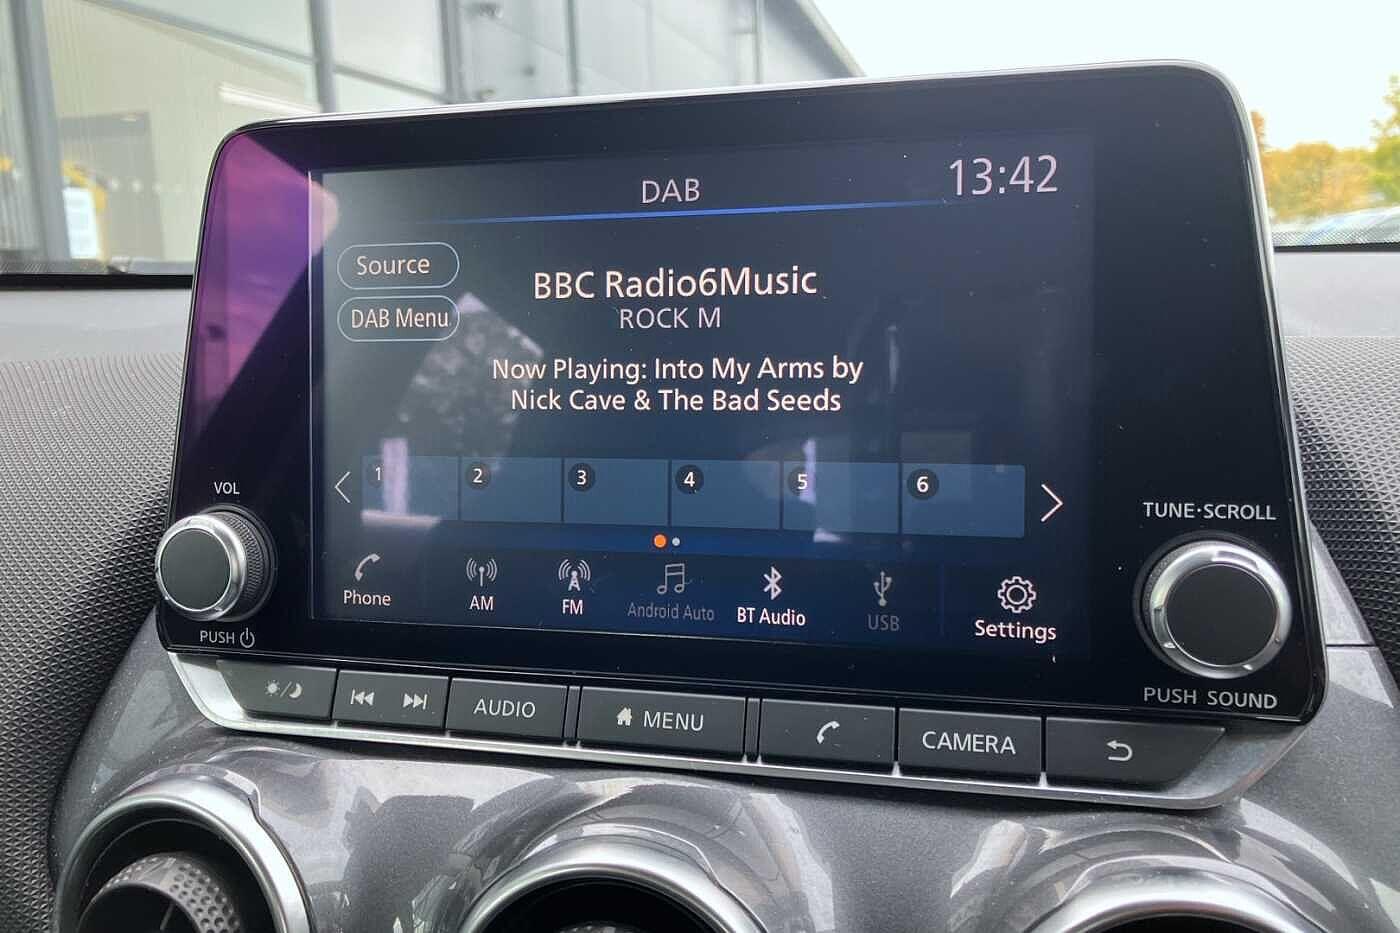 DAB
13:42
Source
DAB Menu
BBC Radio6Music
ROCK M
Now Playing: Into My Arms by
Nick Cave & The Bad Seeds
1 2 3 4 5 6
Phone AM FM Android Auto BT Audio USB Settings
VOL
PUSH
TUNE·SCROLL
PUSH SOUND
AUDIO MENU CAMERA